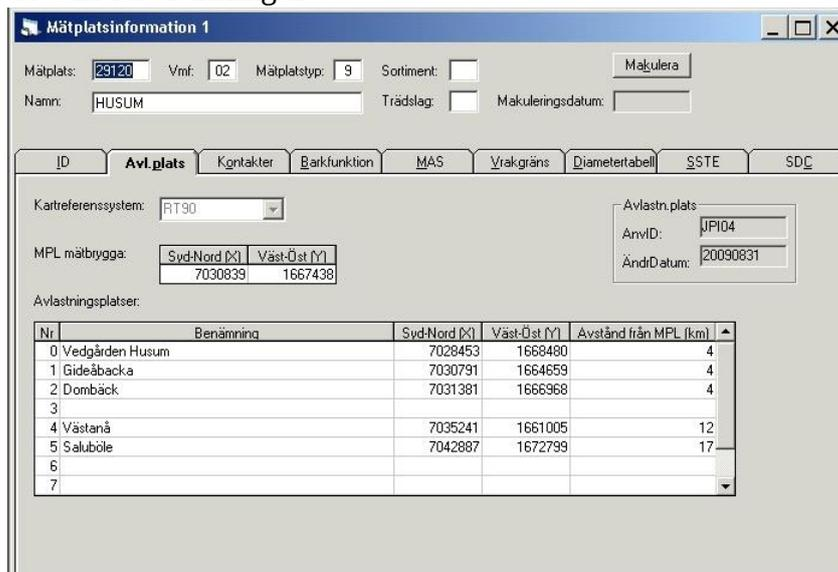 Mätplatsinformation 1
Mätplats: 29120 Vmf: 02 Mätplatstyp: 9 Sortiment: Makulera
Namn: HUSUM Trädslag: Makuleringsdatum:
ID Avl.plats Kontakter Barkfunktion MAS Vrakgräns Diametertabell SSTE SDC
Kartreferenssystem: RT90
Avlastn.plats
AnvID: JPI04
ÄndrDatum: 20090831
MPL mätbrygga: Syd-Nord (X) Väst-Öst (Y)
7030839 1667438
Avlastningsplatser:
Nr Benämning Syd-Nord (X) Väst-Öst (Y) Avstånd från MPL (km)
0 Vedgården Husum 7028453 1668480 4
1 Gideåbacka 7030791 1664659 4
2 Dombäck 7031381 1666968 4
3
4 Västanå 7035241 1661005 12
5 Saluböle 7042887 1672799 17
6
7